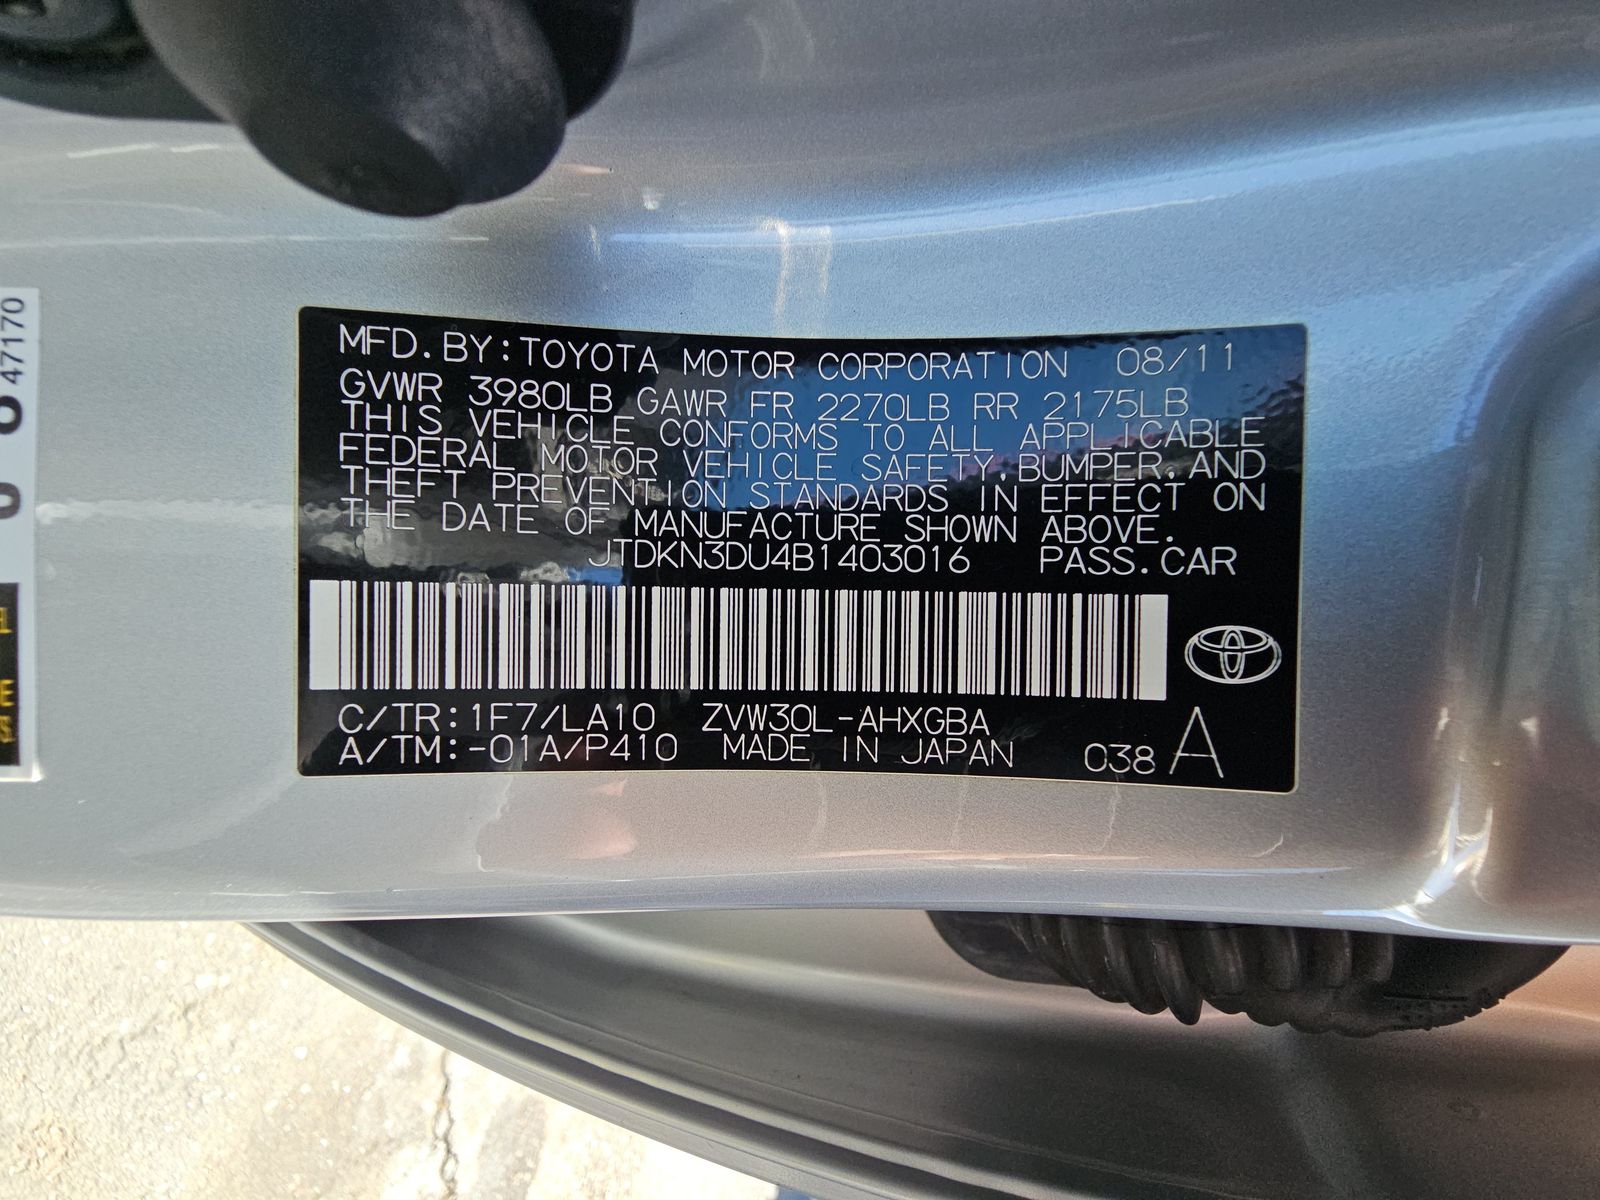 MFD. BY: TOYOTA MOTOR CORPORATION 08/11
GVWR 3980LB GAWR FR 2270LB RR 2175LB
THIS VEHICLE CONFORMS TO ALL APPLICABLE
FEDERAL MOTOR VEHICLE SAFETY, BUMPER, AND
THEFT PREVENTION STANDARDS IN EFFECT ON
THE DATE OF MANUFACTURE SHOWN ABOVE.
JTDKN3DU4B1403016 PASS. CAR
C/TR: 1F7/LA10 ZVW30L-AHXGBA
A/TM: -01A/P410 MADE IN JAPAN 038 A
47170